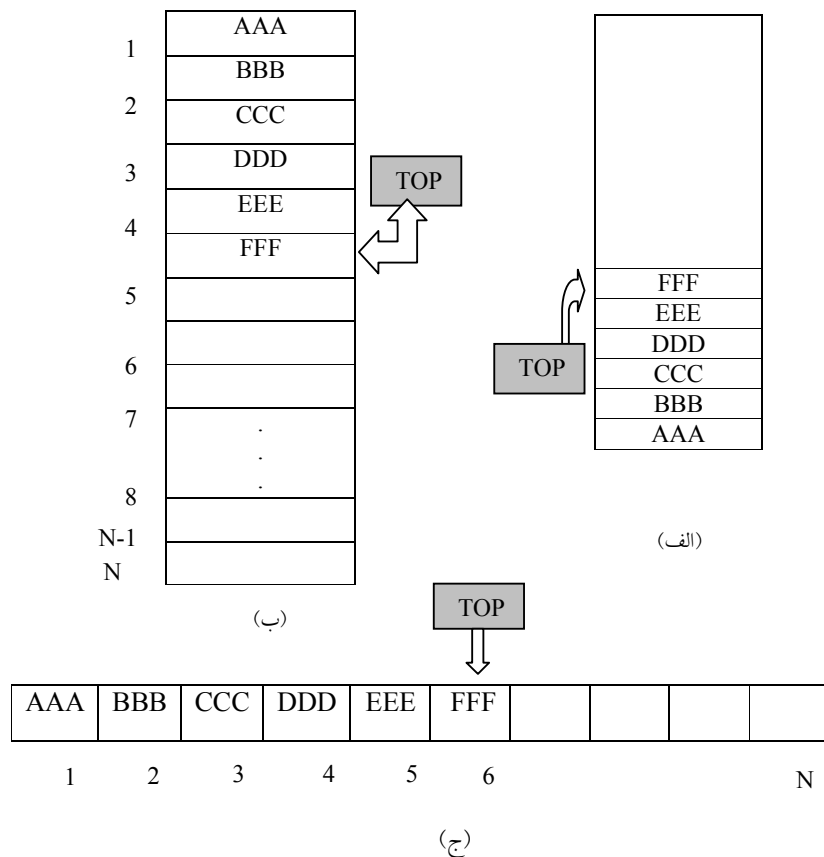 AAA
1
BBB
2
CCC
3
DDD
TOP
EEE
4
FFF
5
6
7
.
.
.
8
N-1
N
(ب)
FFF
EEE
TOP
DDD
CCC
BBB
AAA
(الف)
TOP
AAA BBB CCC DDD EEE FFF
1 2 3 4 5 6 N
(ج)